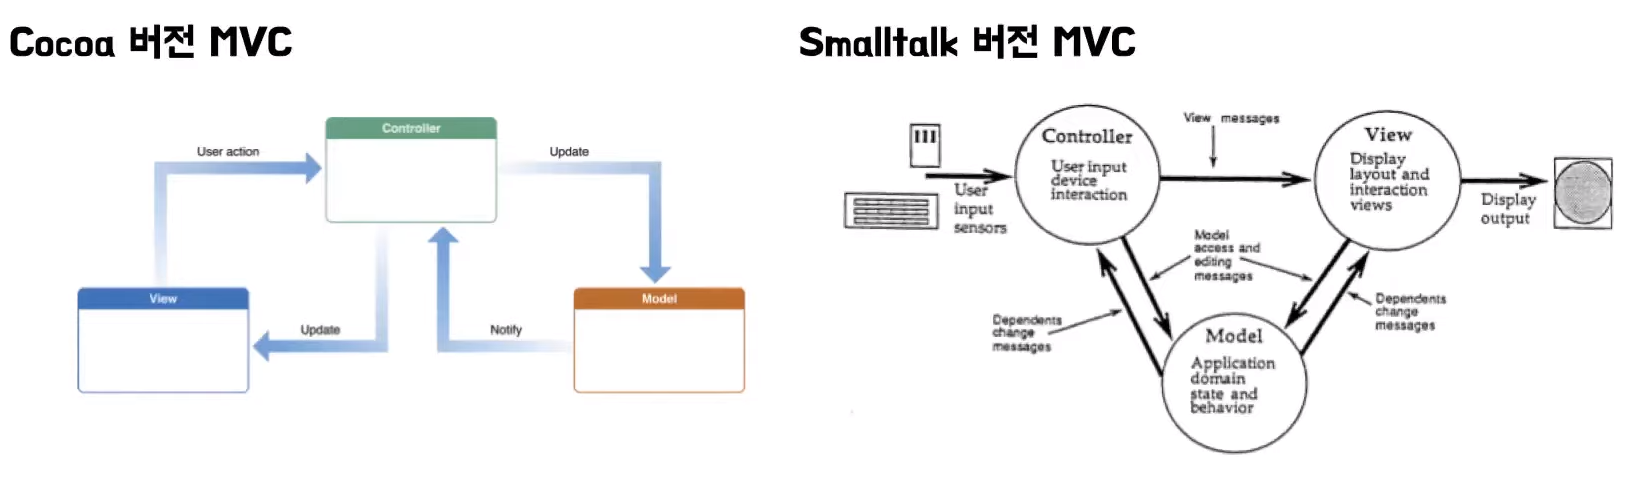 Cocoa 버전 MVC
Controller
User action
Update
View
Model
Update
Notify
Smalltalk 버전 MVC
Controller
User input
device
interaction
View messages
View
Display
layout and
interaction
views
User
input
sensors
Display
output
Model
access and
editing
messages
Dependents
change
messages
Dependents
change
messages
Model
Application
domain
state and
behavior